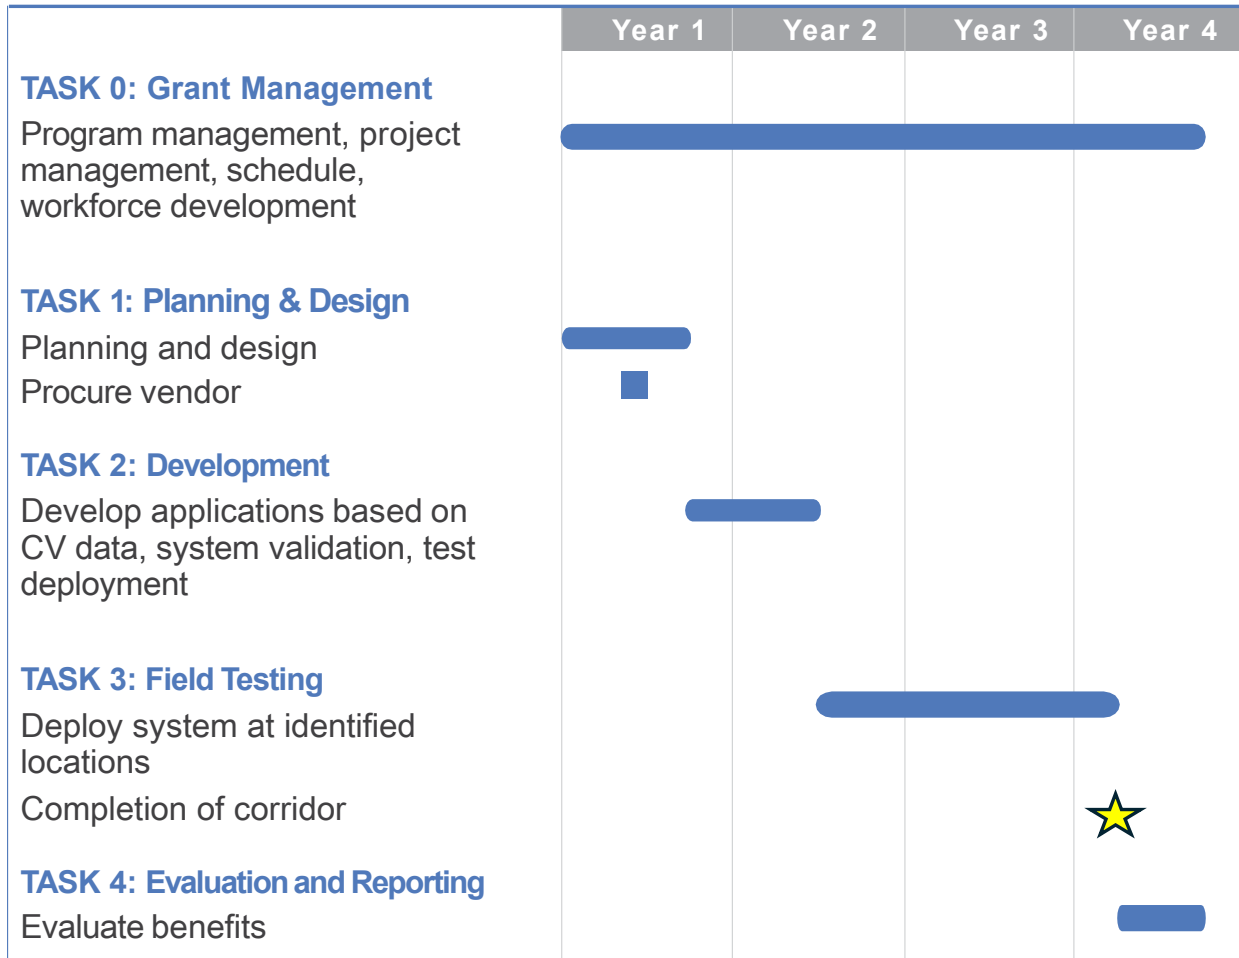 Year 1 Year 2 Year 3 Year 4
TASK 0: Grant Management
Program management, project
management, schedule,
workforce development
TASK 1: Planning & Design
Planning and design
Procure vendor
TASK 2: Development
Develop applications based on
CV data, system validation, test
deployment
TASK 3: Field Testing
Deploy system at identified
locations
Completion of corridor
TASK 4: Evaluation and Reporting
Evaluate benefits